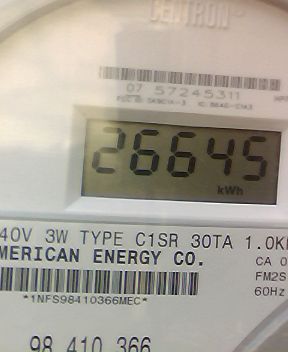 CENTRON
07 57245311
26645
kWh
40V 3W TYPE C1SR 30TA 1.0K
MERICAN ENERGY CO.
CA 0
FM2S
*1NFS98410366MEC*
60Hz
98 410 366